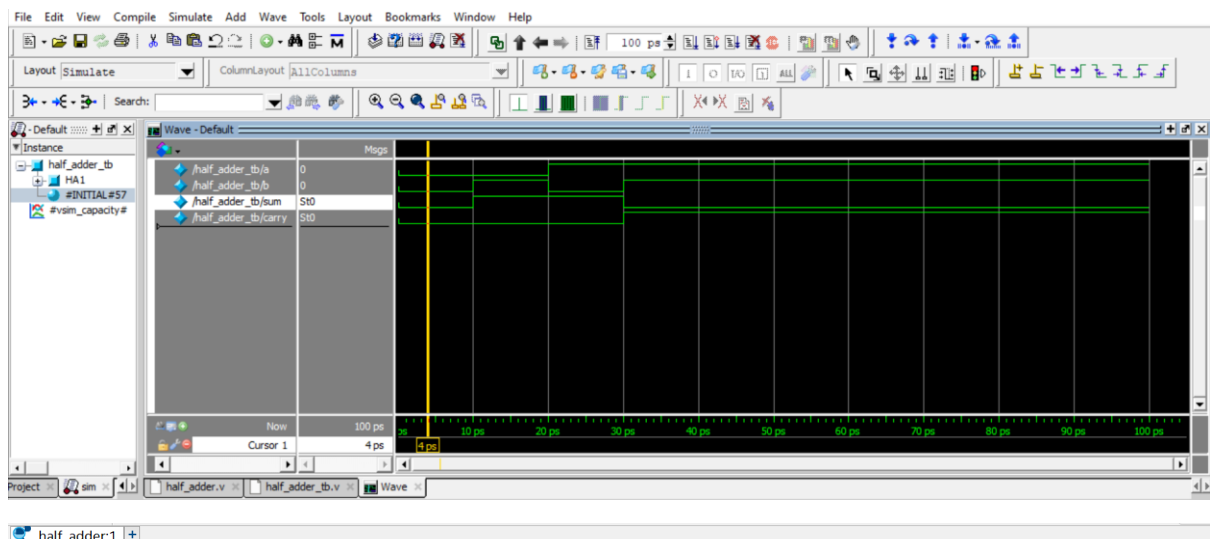 File Edit View Compile Simulate Add Wave Tools Layout Bookmarks Window Help
100 ps
Layout Simulate ColumnLayout AllColumns
Search:
- Default Wave - Default
Instance Msgs
half_adder_tb
HA1
#INITIAL#57
#vsim_capacity#
/half_adder_tb/a 0
/half_adder_tb/b 0
/half_adder_tb/sum St0
/half_adder_tb/carry St0
Now 100 ps ps 10 ps 20 ps 30 ps 40 ps 50 ps 60 ps 70 ps 80 ps 90 ps 100 ps
Cursor 1 4 ps 4 ps
Project sim half_adder.v half_adder_tb.v Wave
half_adder:1